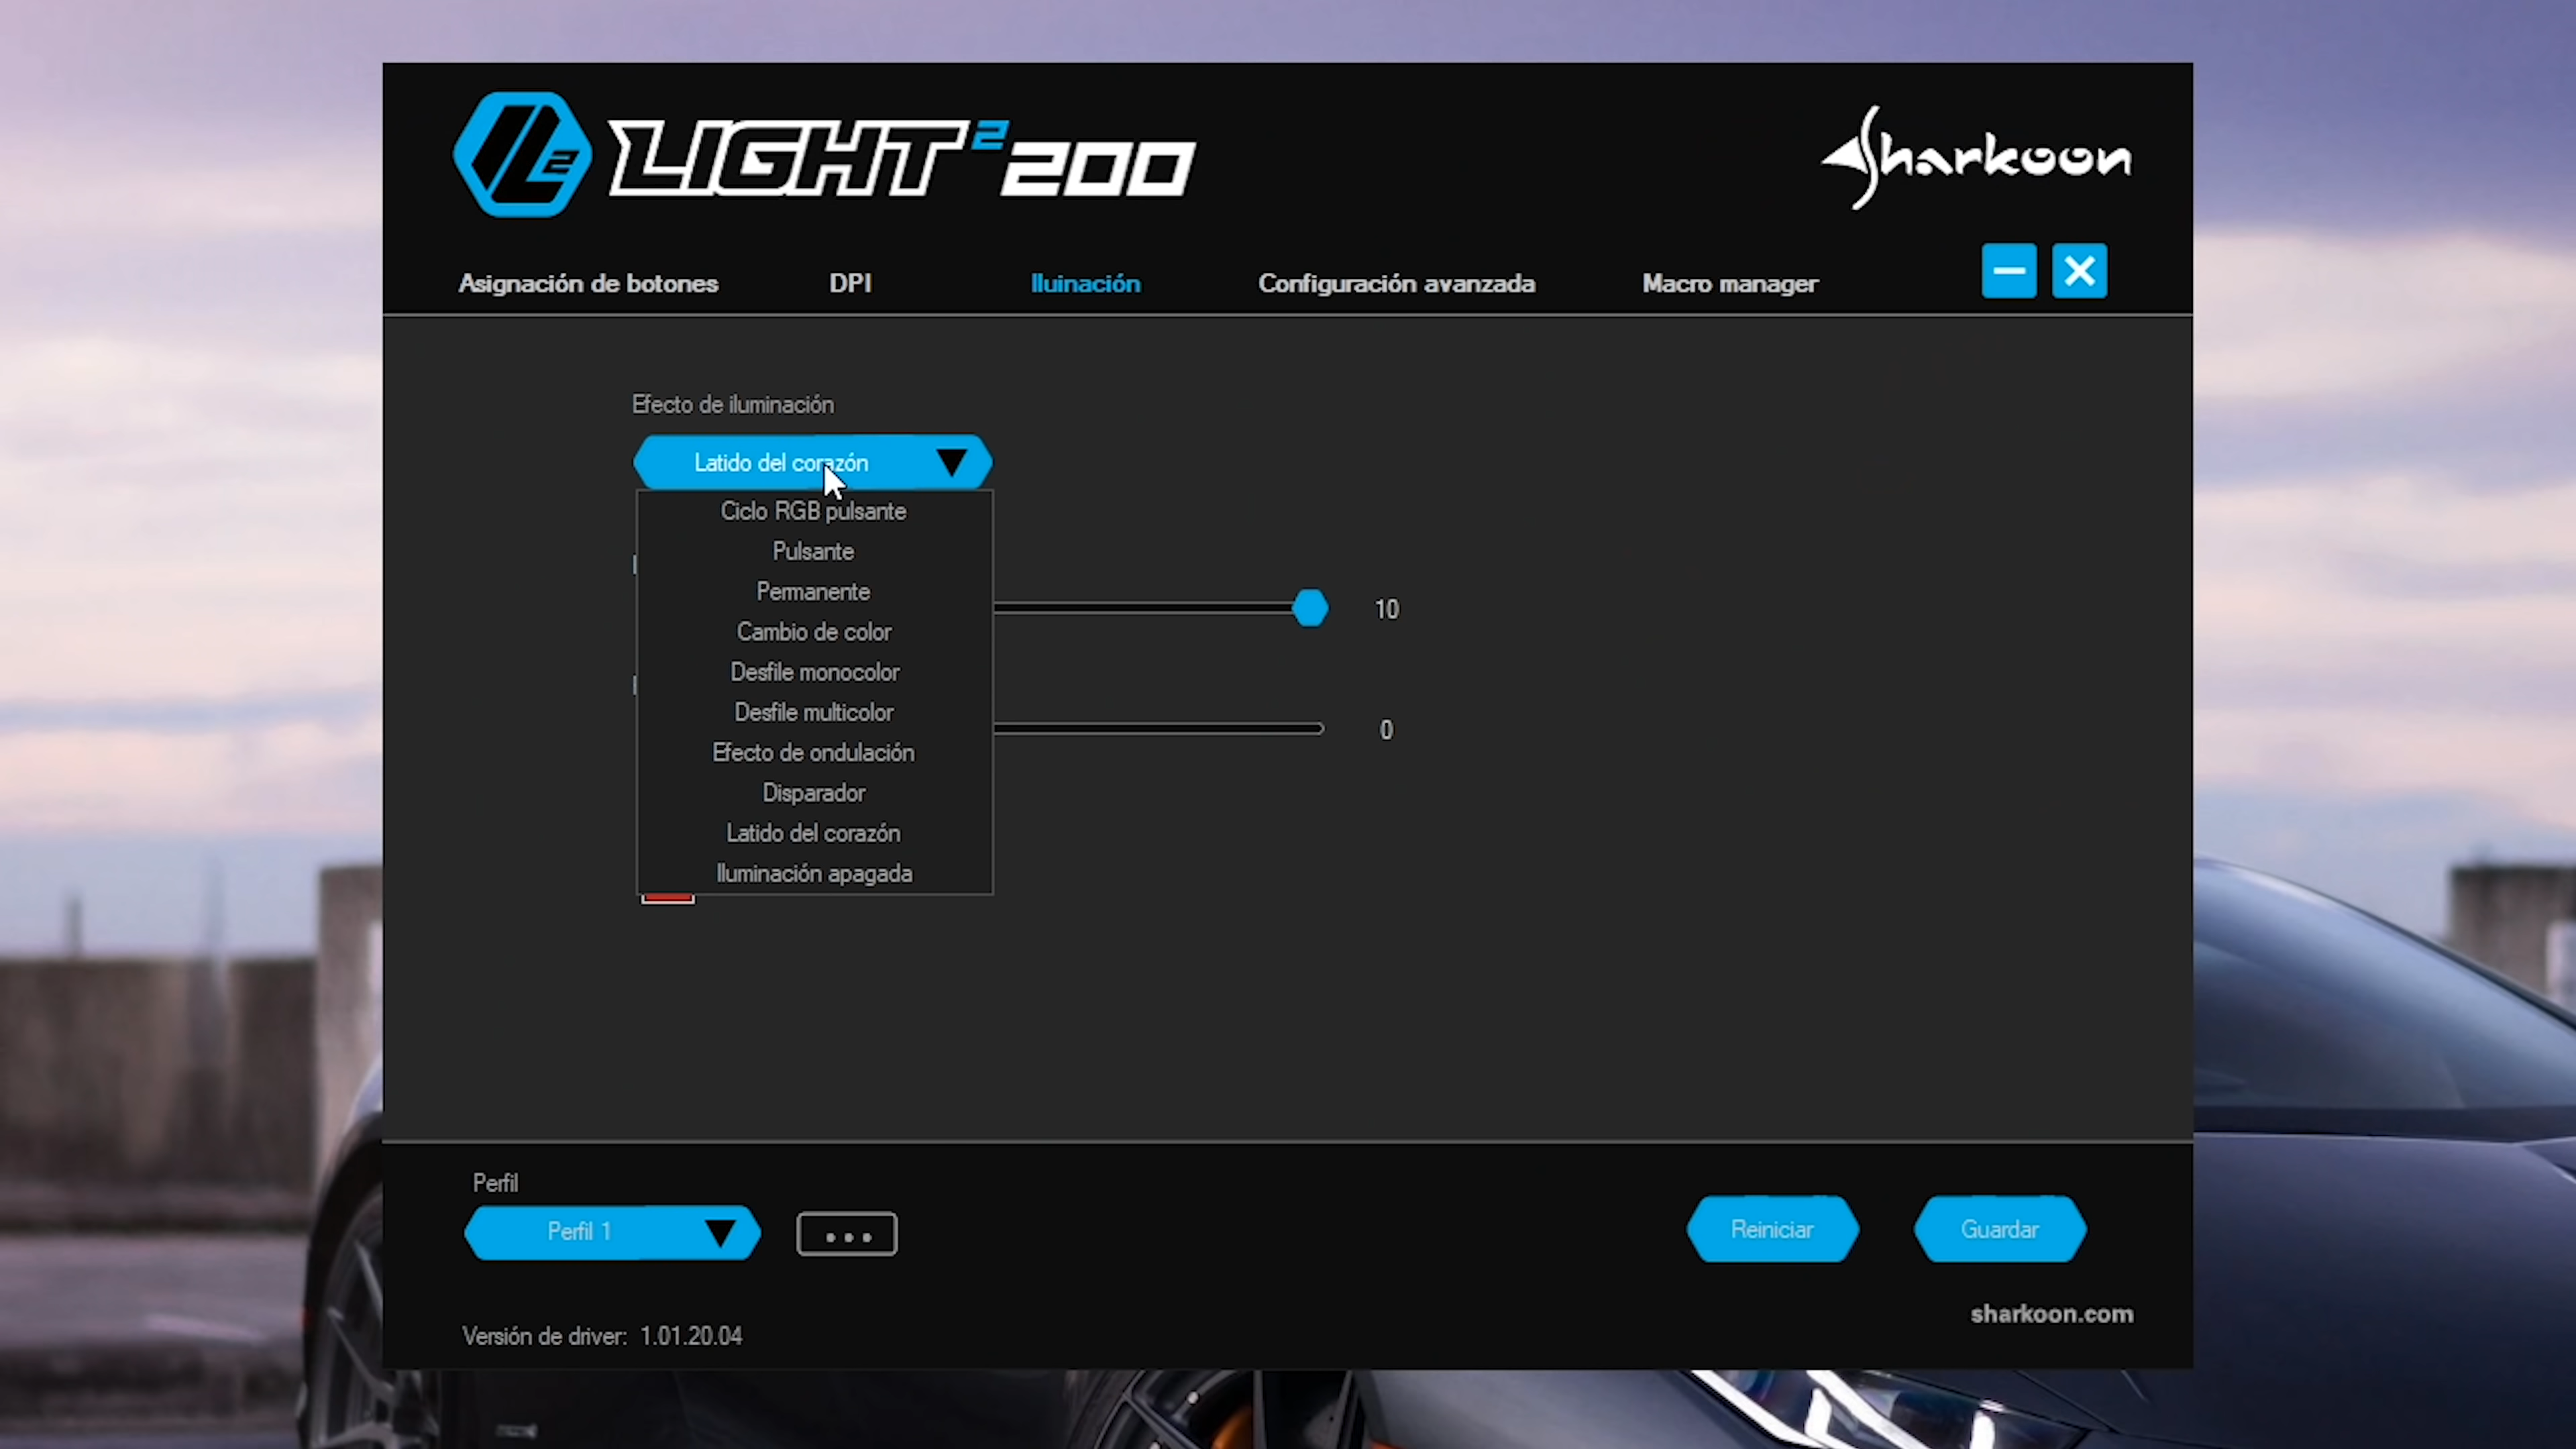 LIGHT² 200
Sharkoon
Asignación de botones
DPI
Iluinación
Configuración avanzada
Macro manager
Efecto de iluminación
Latido del corazón
Ciclo RGB pulsante
Pulsante
Permanente
10
Cambio de color
Desfile monocolor
Desfile multicolor
0
Efecto de ondulación
Disparador
Latido del corazón
Iluminación apagada
Perfil
Perfil 1
Reiniciar
Guardar
sharkoon.com
Versión de driver: 1.01.20.04